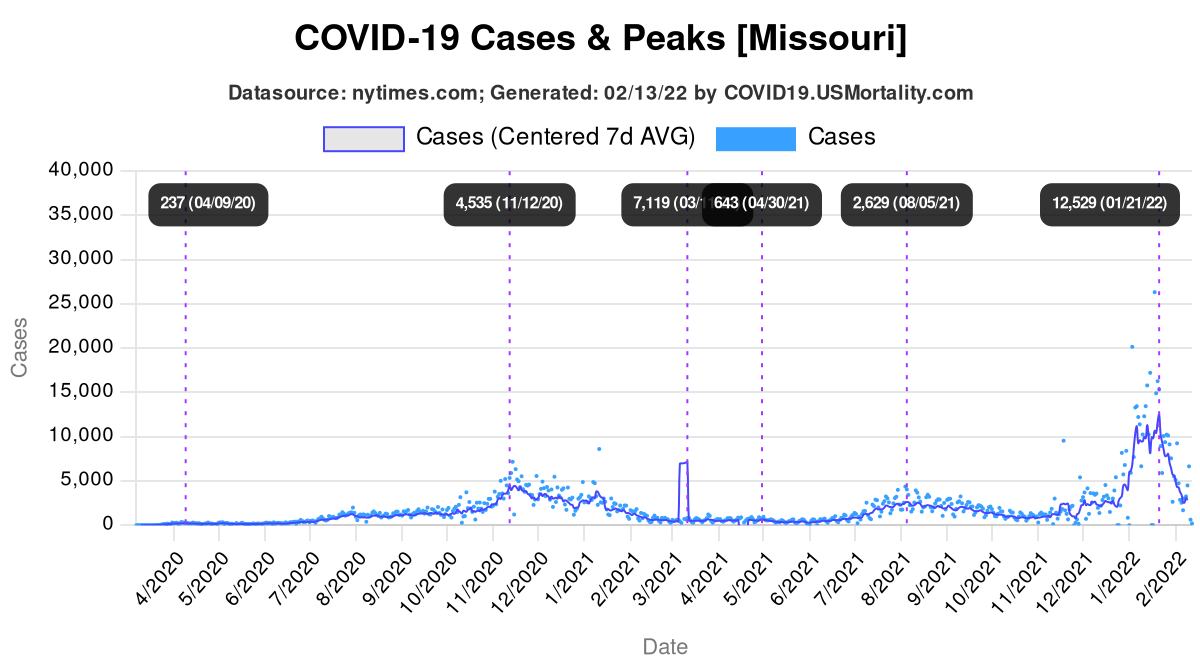 COVID-19 Cases & Peaks [Missouri]
Datasource: nytimes.com; Generated: 02/13/22 by COVID19.USMortality.com
Cases (Centered 7d AVG) Cases
40,000
237 (04/09/20) 4,535 (11/12/20) 7,119 (03/ 643 (04/30/21) 2,629 (08/05/21) 12,529 (01/21/22)
35,000
30,000
25,000
20,000
15,000
10,000
5,000
0
Cases
4/2020 5/2020 6/2020 7/2020 8/2020 9/2020 10/2020 11/2020 12/2020 1/2021 2/2021 3/2021 4/2021 5/2021 6/2021 7/2021 8/2021 9/2021 10/2021 11/2021 12/2021 1/2022 2/2022
Date